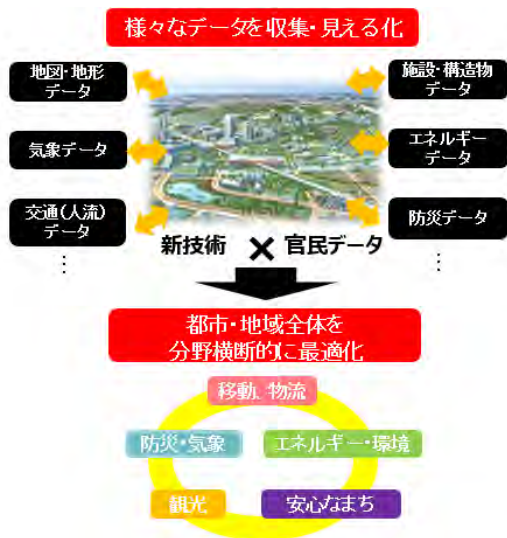 様々なデータを収集・見える化
地図・地形
データ
施設・構造物
データ
気象データ
エネルギー
データ
交通(人流)
データ
防災データ
⋮
⋮
新技術 × 官民データ
都市・地域全体を
分野横断的に最適化
移動、物流
防災・気象
エネルギー・環境
観光
安心なまち